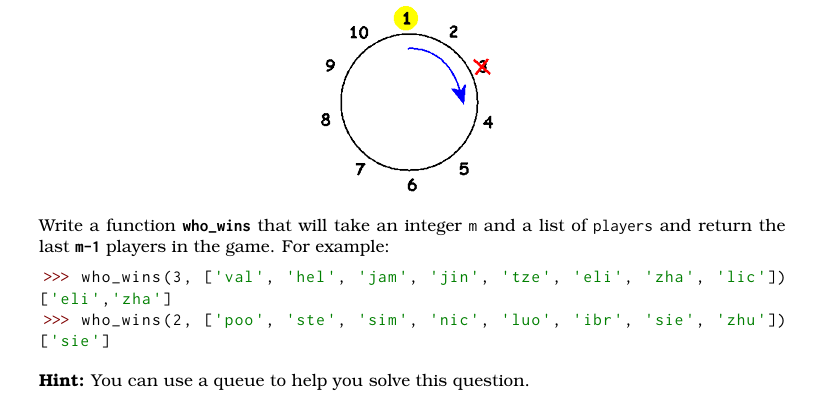 1
10
2
9
8
4
7
5
6
Write a function who_wins that will take an integer m and a list of players and return the
last m-1 players in the game. For example:
>>> who_wins(3, ['val', 'hel', 'jam', 'jin', 'tze', 'eli', 'zha', 'lic'])
['eli','zha']
>>> who_wins(2, ['poo', 'ste', 'sim', 'nic', 'luo', 'ibr', 'sie', 'zhu'])
['sie']
Hint: You can use a queue to help you solve this question.